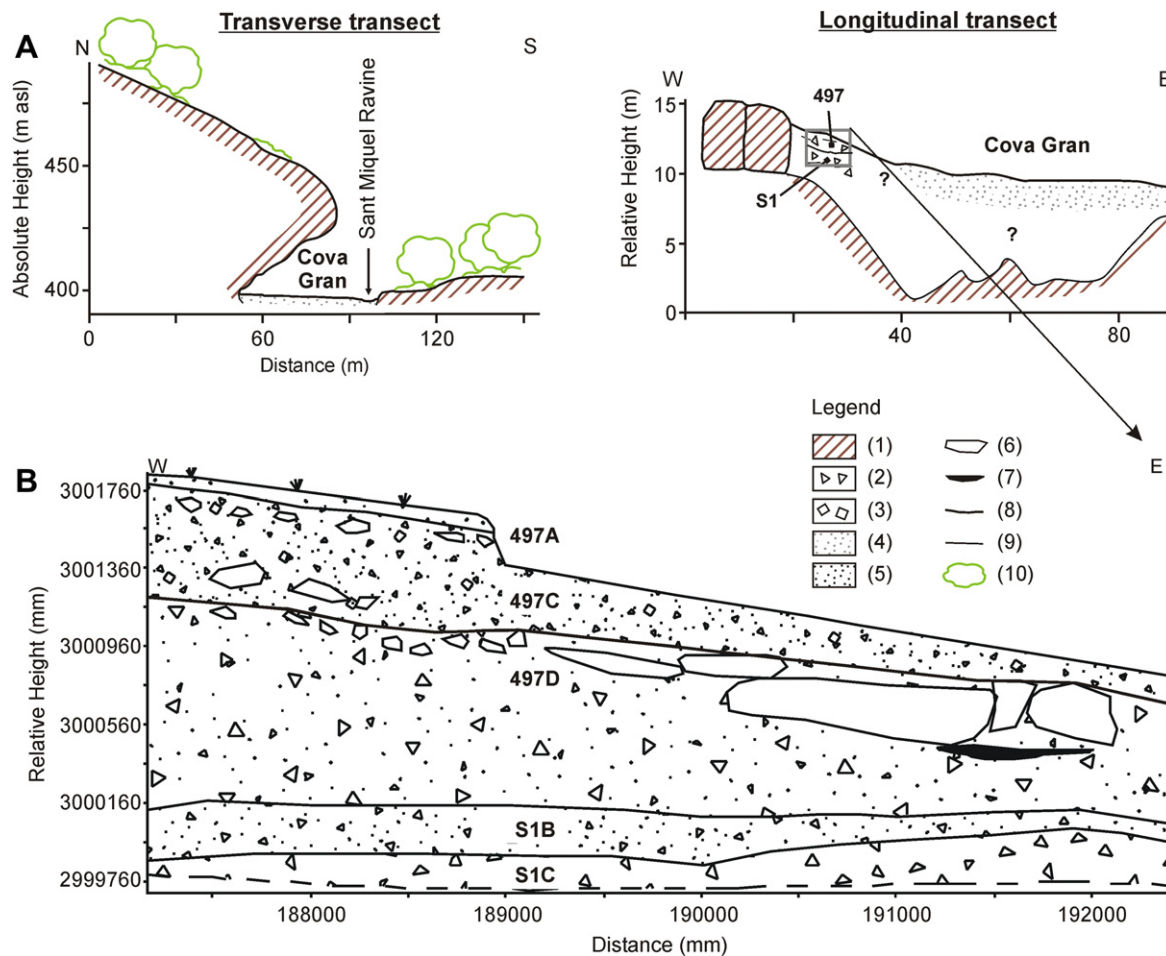 A
Transverse transect
N
S
Absolute Height (m asl)
450
400
Sant Miquel Ravine
Cova
Gran
0
60
120
Distance (m)
Longitudinal transect
W
E
Relative Height (m)
15
10
5
0
497
S1
?
Cova Gran
?
40
80
Legend
(1)
(2)
(3)
(4)
(5)
(6)
(7)
(8)
(9)
(10)
B
W
E
Relative Height (mm)
3001760
3001360
3000960
3000560
3000160
2999760
497A
497C
497D
S1B
S1C
188000
189000
190000
191000
192000
Distance (mm)